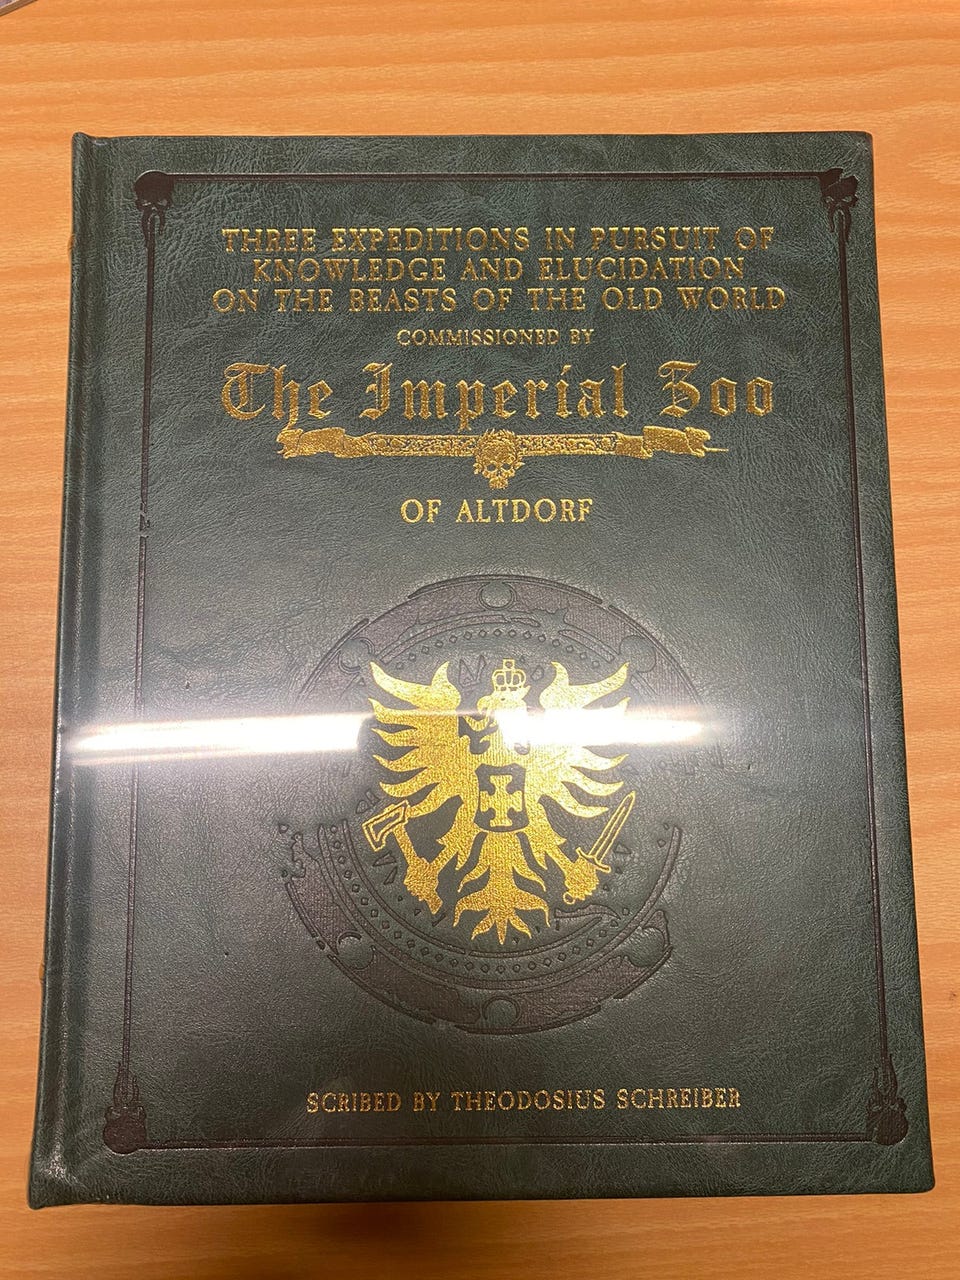 THREE EXPEDITIONS IN PURSUIT OF
KNOWLEDGE AND ELUCIDATION
ON THE BEASTS OF THE OLD WORLD
COMMISSIONED BY
The Imperial Zoo
OF ALTDORF
SCRIBED BY THEODOSIUS SCHREIBER